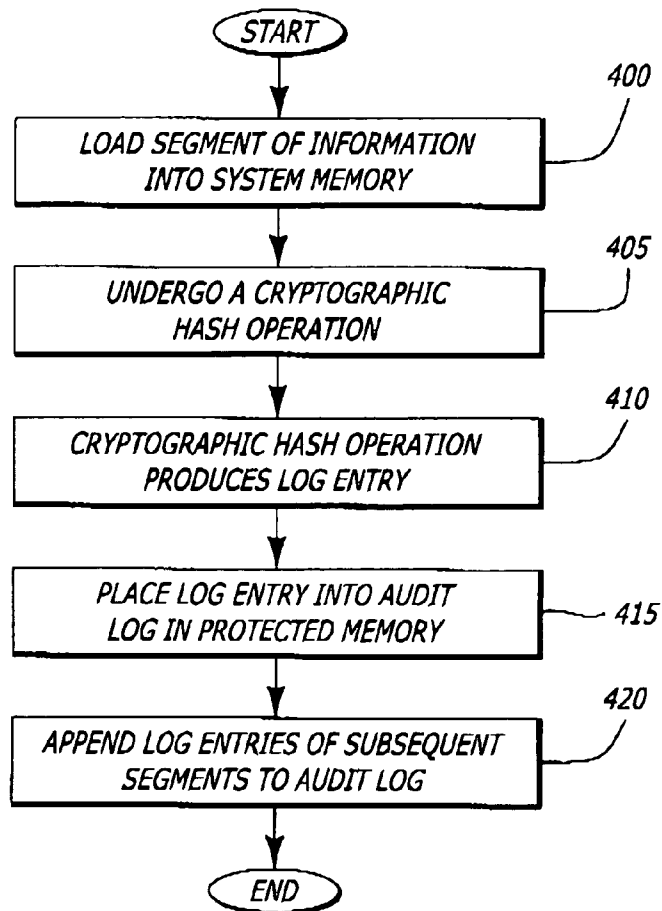 START
400
LOAD SEGMENT OF INFORMATION
INTO SYSTEM MEMORY
405
UNDERGO A CRYPTOGRAPHIC
HASH OPERATION
410
CRYPTOGRAPHIC HASH OPERATION
PRODUCES LOG ENTRY
PLACE LOG ENTRY INTO AUDIT
LOG IN PROTECTED MEMORY
415
420
APPEND LOG ENTRIES OF SUBSEQUENT
SEGMENTS TO AUDIT LOG
END